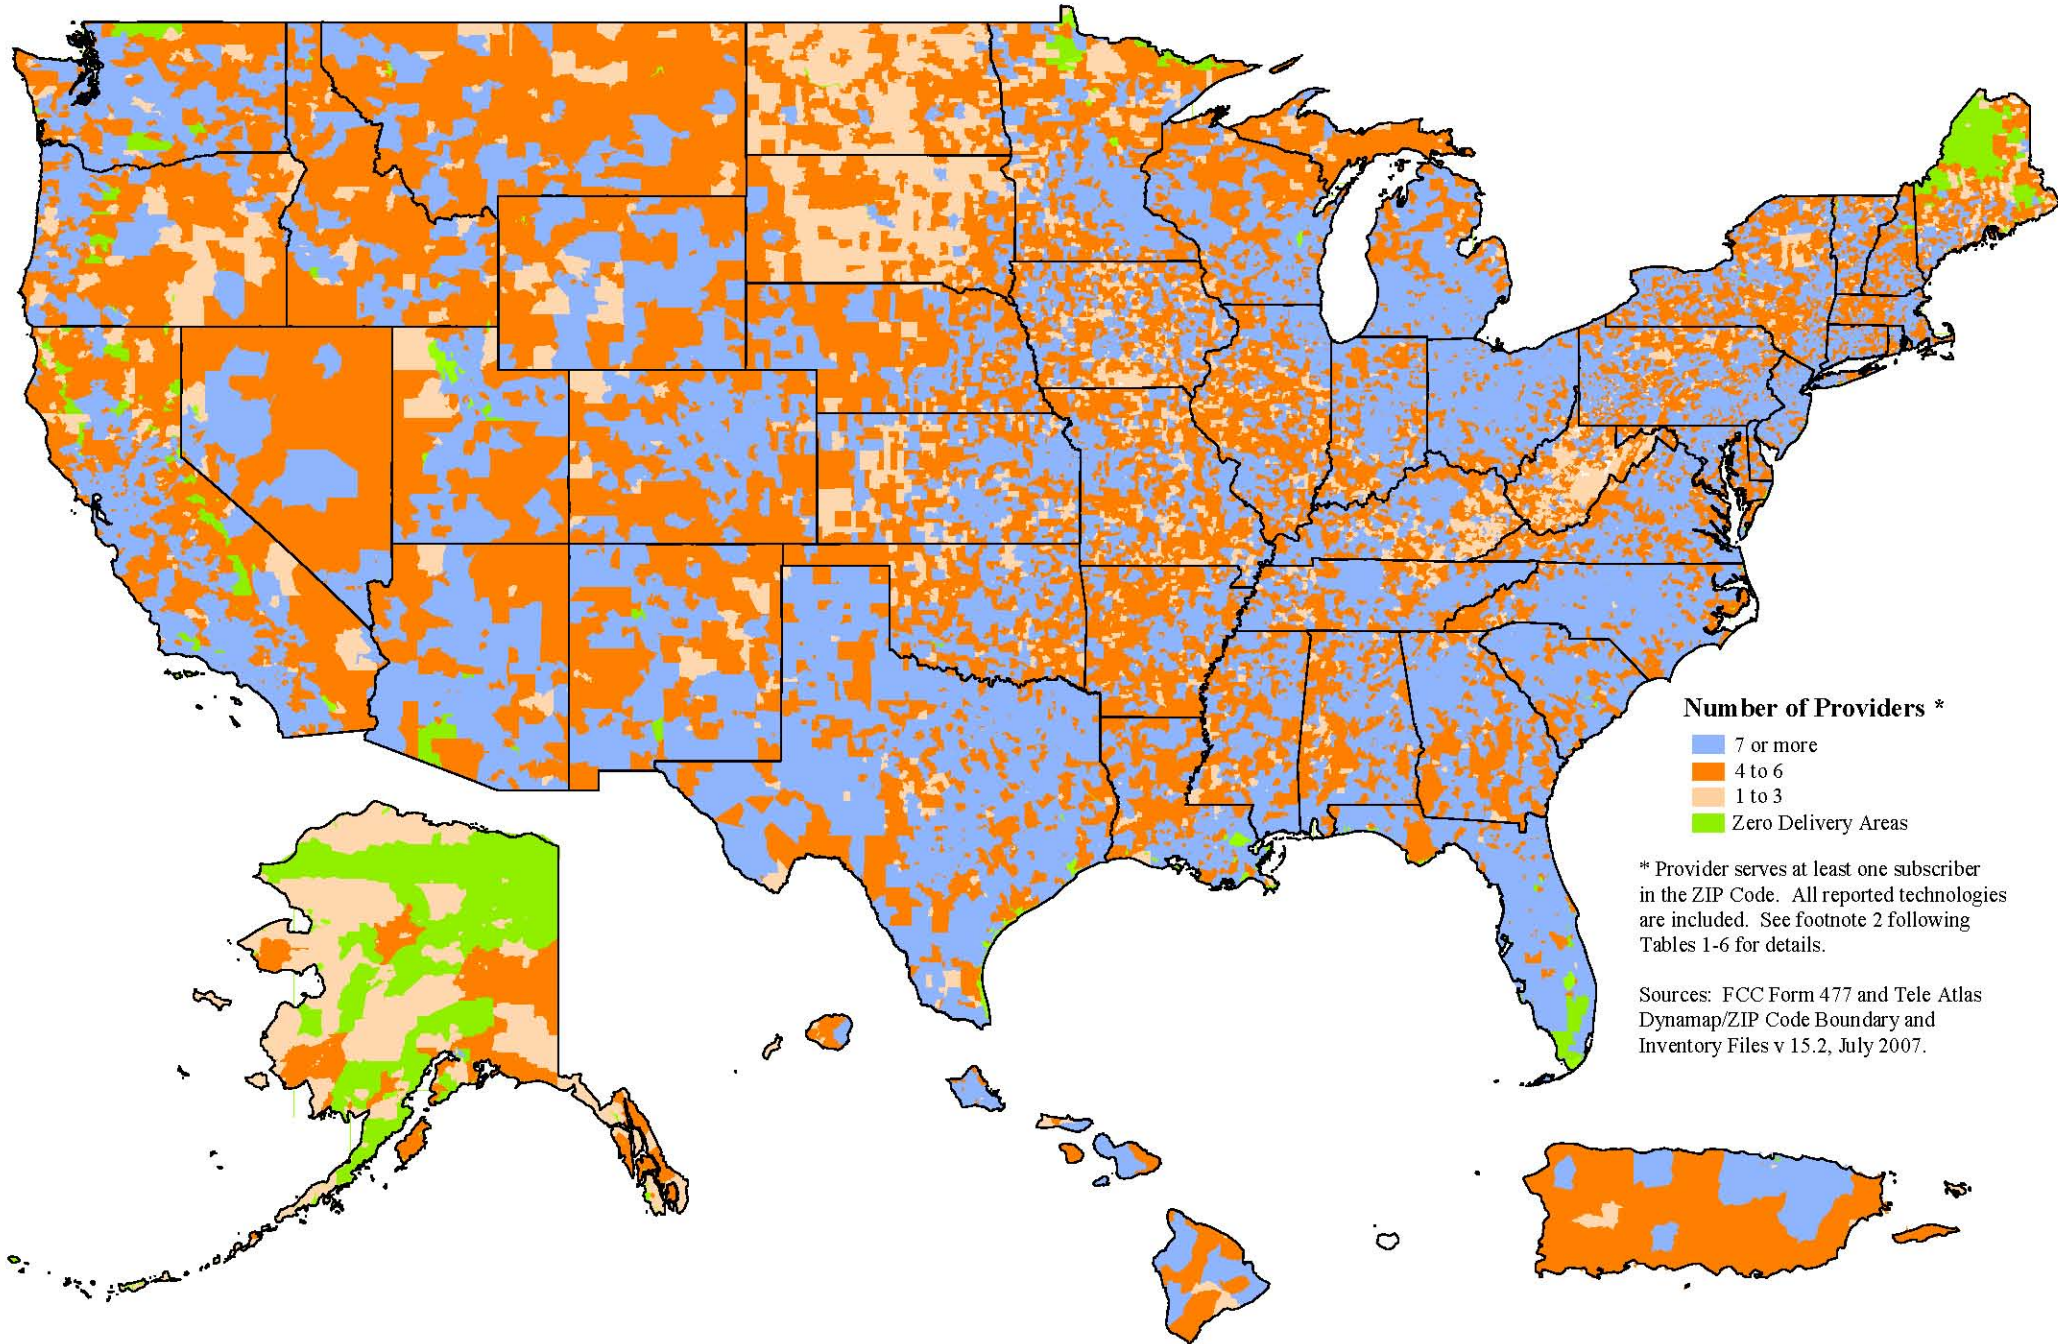 Number of Providers *
7 or more
4 to 6
1 to 3
Zero Delivery Areas
* Provider serves at least one subscriber
in the ZIP Code. All reported technologies
are included. See footnote 2 following
Tables 1-6 for details.
Sources: FCC Form 477 and Tele Atlas
Dynamap/ZIP Code Boundary and
Inventory Files v 15.2, July 2007.